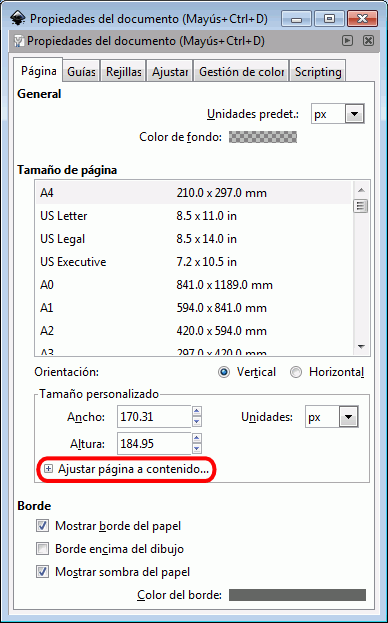 Propiedades del documento (Mayús+Ctrl+D)
Propiedades del documento (Mayús+Ctrl+D)
Página Guías Rejillas Ajustar Gestión de color Scripting
General
Unidades predet.: px
Color de fondo:
Tamaño de página
A4 210.0 x 297.0 mm
US Letter 8.5 x 11.0 in
US Legal 8.5 x 14.0 in
US Executive 7.2 x 10.5 in
A0 841.0 x 1189.0 mm
A1 594.0 x 841.0 mm
A2 420.0 x 594.0 mm
A3 297.0 x 420.0 mm
Orientación: Vertical Horizontal
Tamaño personalizado
Ancho: 170.31 Unidades: px
Altura: 184.95
Ajustar página a contenido...
Borde
Mostrar borde del papel
Borde encima del dibujo
Mostrar sombra del papel
Color del borde: